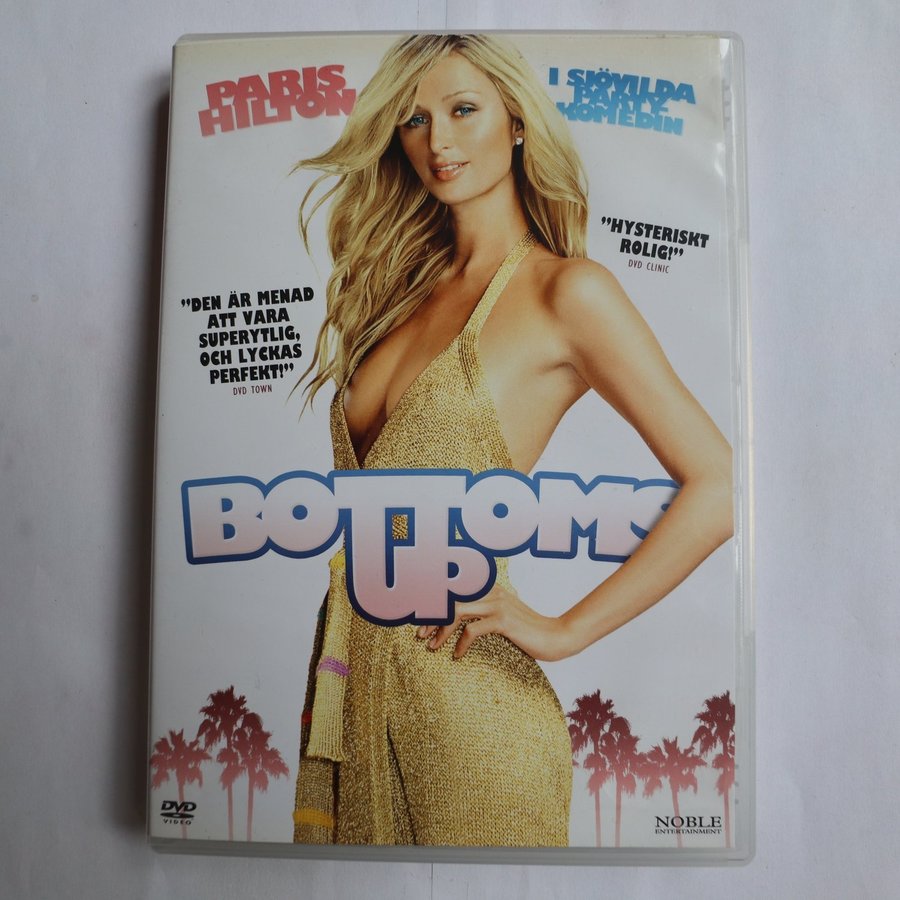 PARIS
HILTON
I SJÖVILDA
PARTY-
KOMEDIN
"HYSTERISKT
ROLIG!"
DVD CLINIC
"DEN ÄR MENAD
ATT VARA
SUPERYTLIG,
OCH LYCKAS
PERFEKT!"
DVD TOWN
BOTTOMS
UP
DVD
VIDEO
NOBLE
ENTERTAINMENT